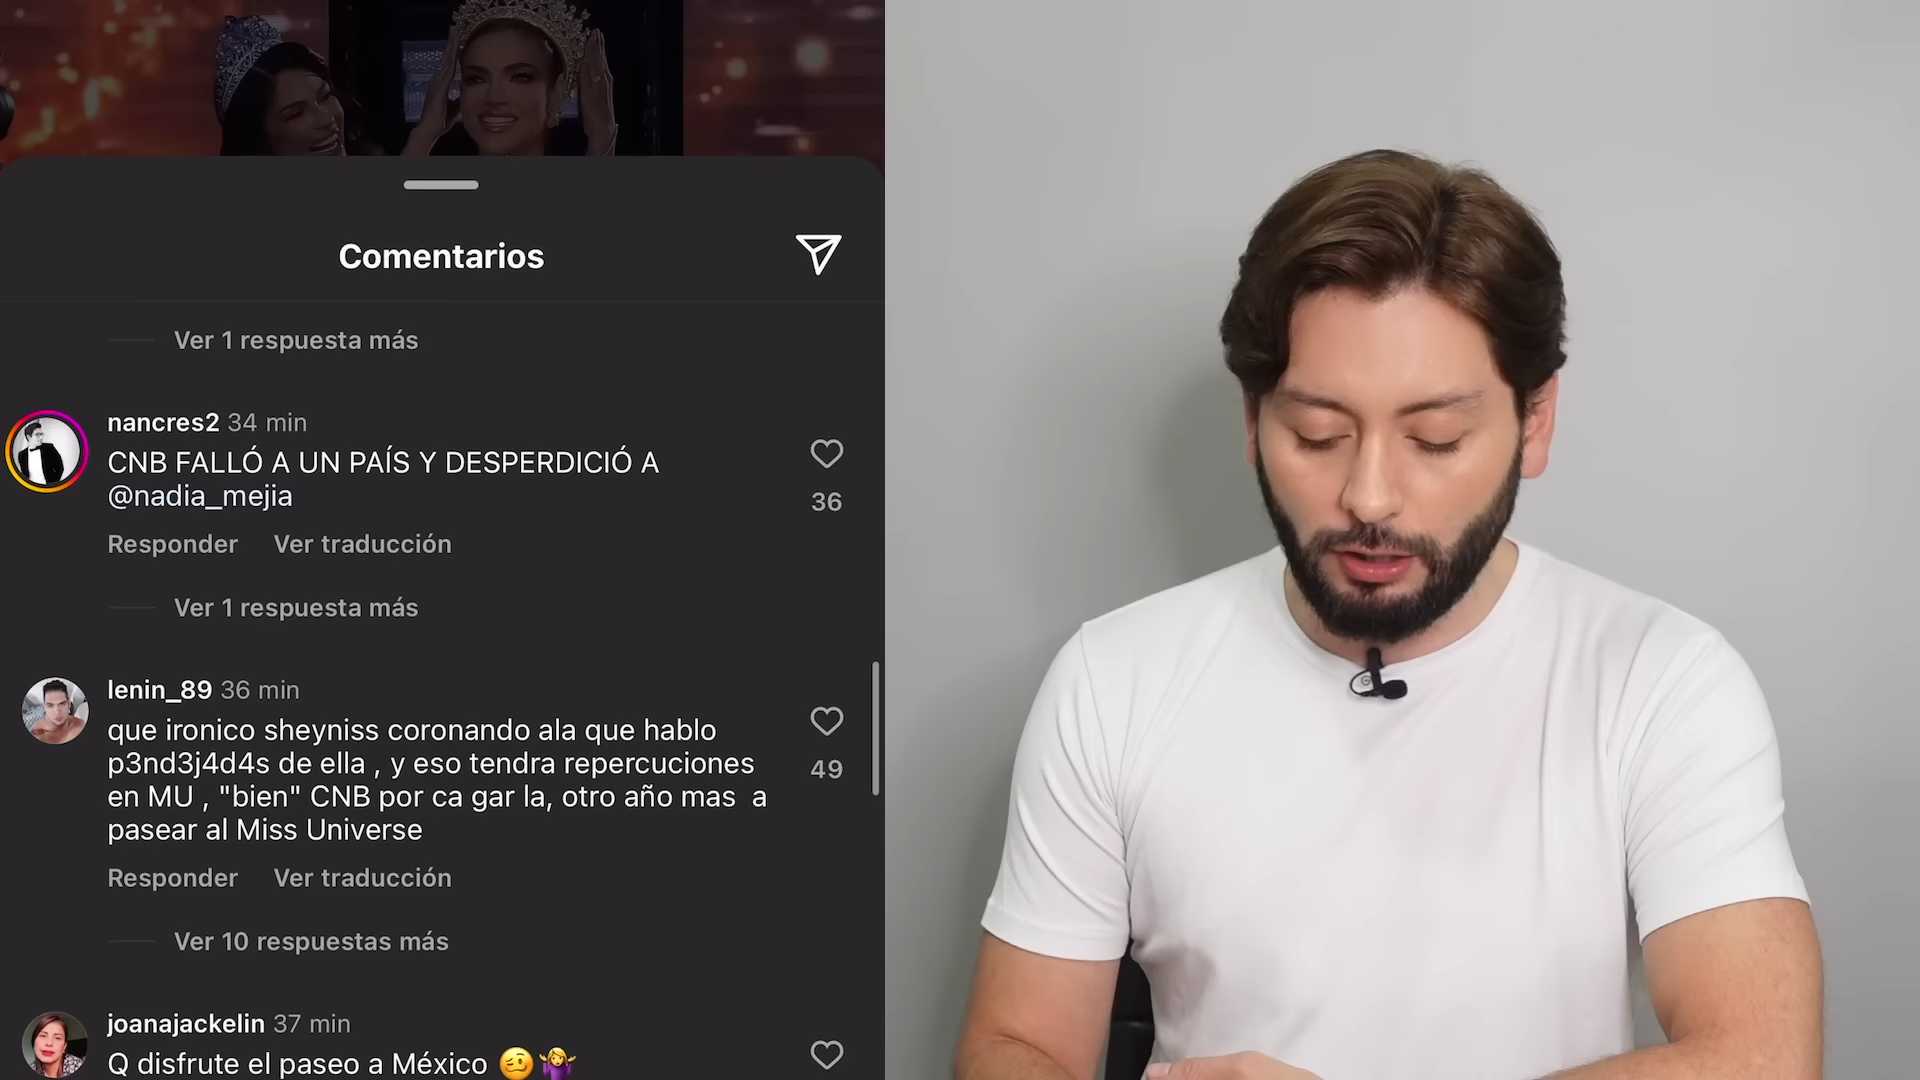 Comentarios
Ver 1 respuesta más
nancres2 34 min
CNB FALLÓ A UN PAÍS Y DESPERDICIÓ A
@nadia_mejia
36
Responder Ver traducción
Ver 1 respuesta más
lenin_89 36 min
que ironico sheyniss coronando ala que hablo
p3nd3j4d4s de ella , y eso tendra repercuciones
en MU , "bien" CNB por ca gar la, otro año mas a
pasear al Miss Universe
49
Responder Ver traducción
Ver 10 respuestas más
joanajackelin 37 min
Q disfrute el paseo a México 🥴🤷‍♀️